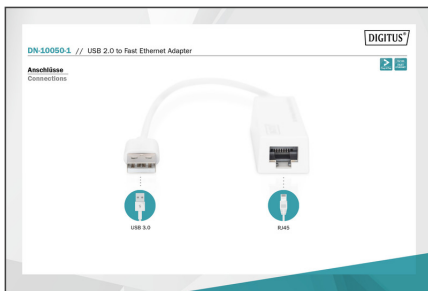 DIGITUS®
DN-10050-1 // USB 2.0 to Fast Ethernet Adapter
Anschlüsse
Connections
USB 3.0
RJ45